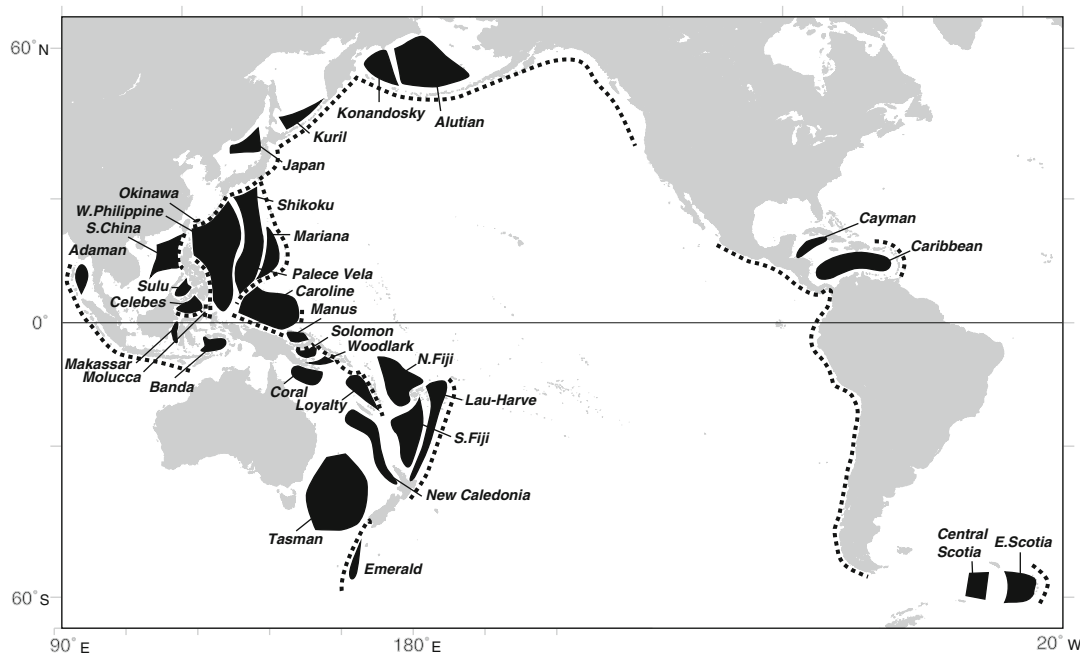 60° N
Konandosky
Alutian
Kuril
Japan
Okinawa
W.Philippine
S.China
Adaman
Shikoku
Mariana
Cayman
Caribbean
Palece Vela
Sulu
Celebes
Caroline
Manus
0°
Solomon
Woodlark
Makassar
Molucca
Banda
N.Fiji
Coral
Loyalty
Lau-Harve
S.Fiji
New Caledonia
Tasman
Emerald
Central
Scotia
E.Scotia
60° S
90° E
180° E
20° W